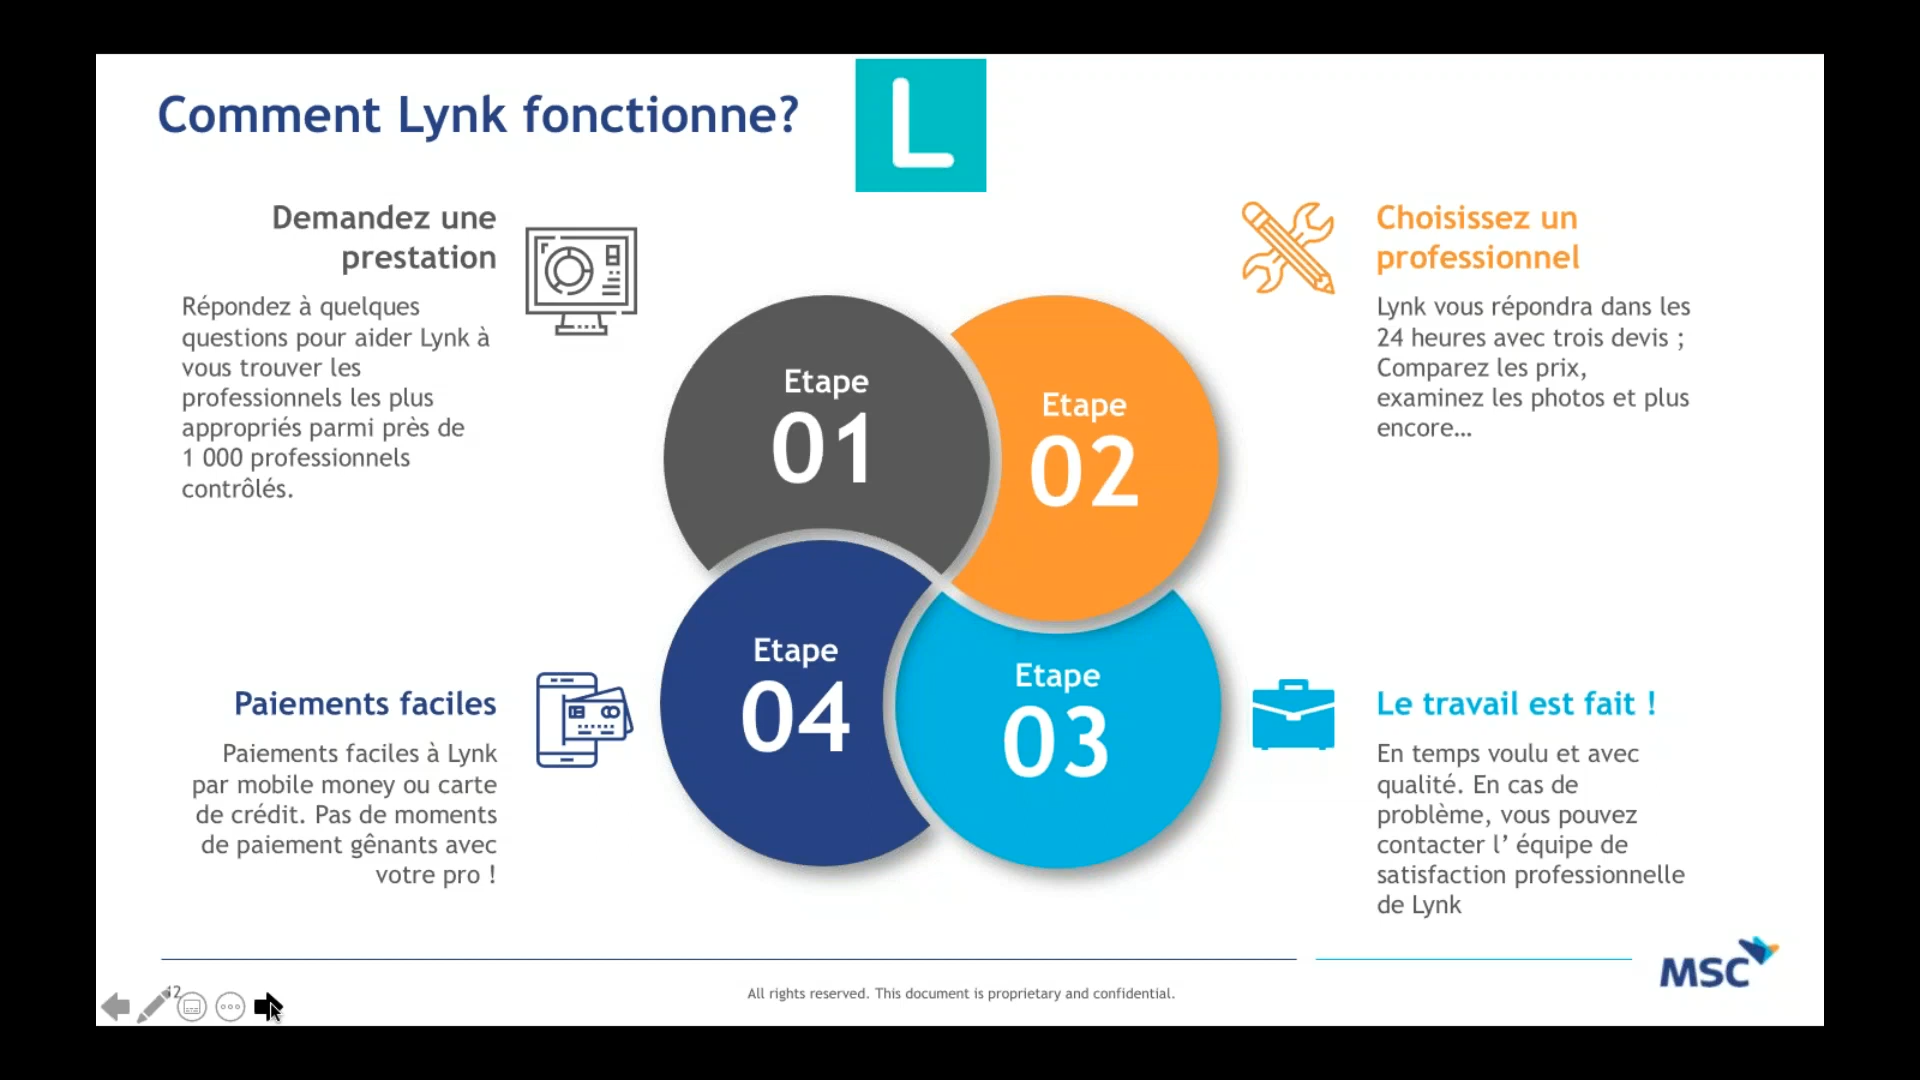 Comment Lynk fonctionne?
L
Demandez une
prestation
Répondez à quelques
questions pour aider Lynk à
vous trouver les
professionnels les plus
appropriés parmi près de
1 000 professionnels
contrôlés.
Etape
01
Etape
02
Choisissez un
professionnel
Lynk vous répondra dans les
24 heures avec trois devis ;
Comparez les prix,
examinez les photos et plus
encore…
Paiements faciles
Paiements faciles à Lynk
par mobile money ou carte
de crédit. Pas de moments
de paiement gênants avec
votre pro !
Etape
04
Etape
03
Le travail est fait !
En temps voulu et avec
qualité. En cas de
problème, vous pouvez
contacter l’ équipe de
satisfaction professionnelle
de Lynk
All rights reserved. This document is proprietary and confidential.
MSC